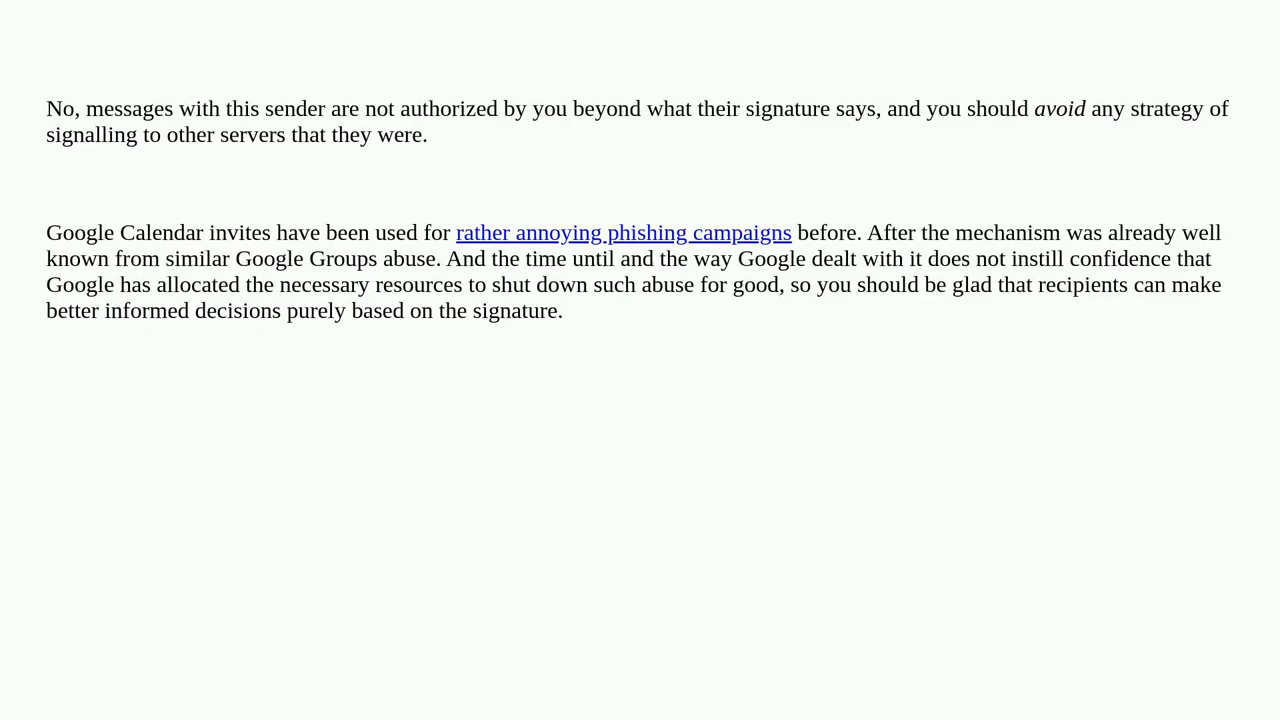 No, messages with this sender are not authorized by you beyond what their signature says, and you should avoid any strategy of
signalling to other servers that they were.
Google Calendar invites have been used for rather annoying phishing campaigns before. After the mechanism was already well
known from similar Google Groups abuse. And the time until and the way Google dealt with it does not instill confidence that
Google has allocated the necessary resources to shut down such abuse for good, so you should be glad that recipients can make
better informed decisions purely based on the signature.